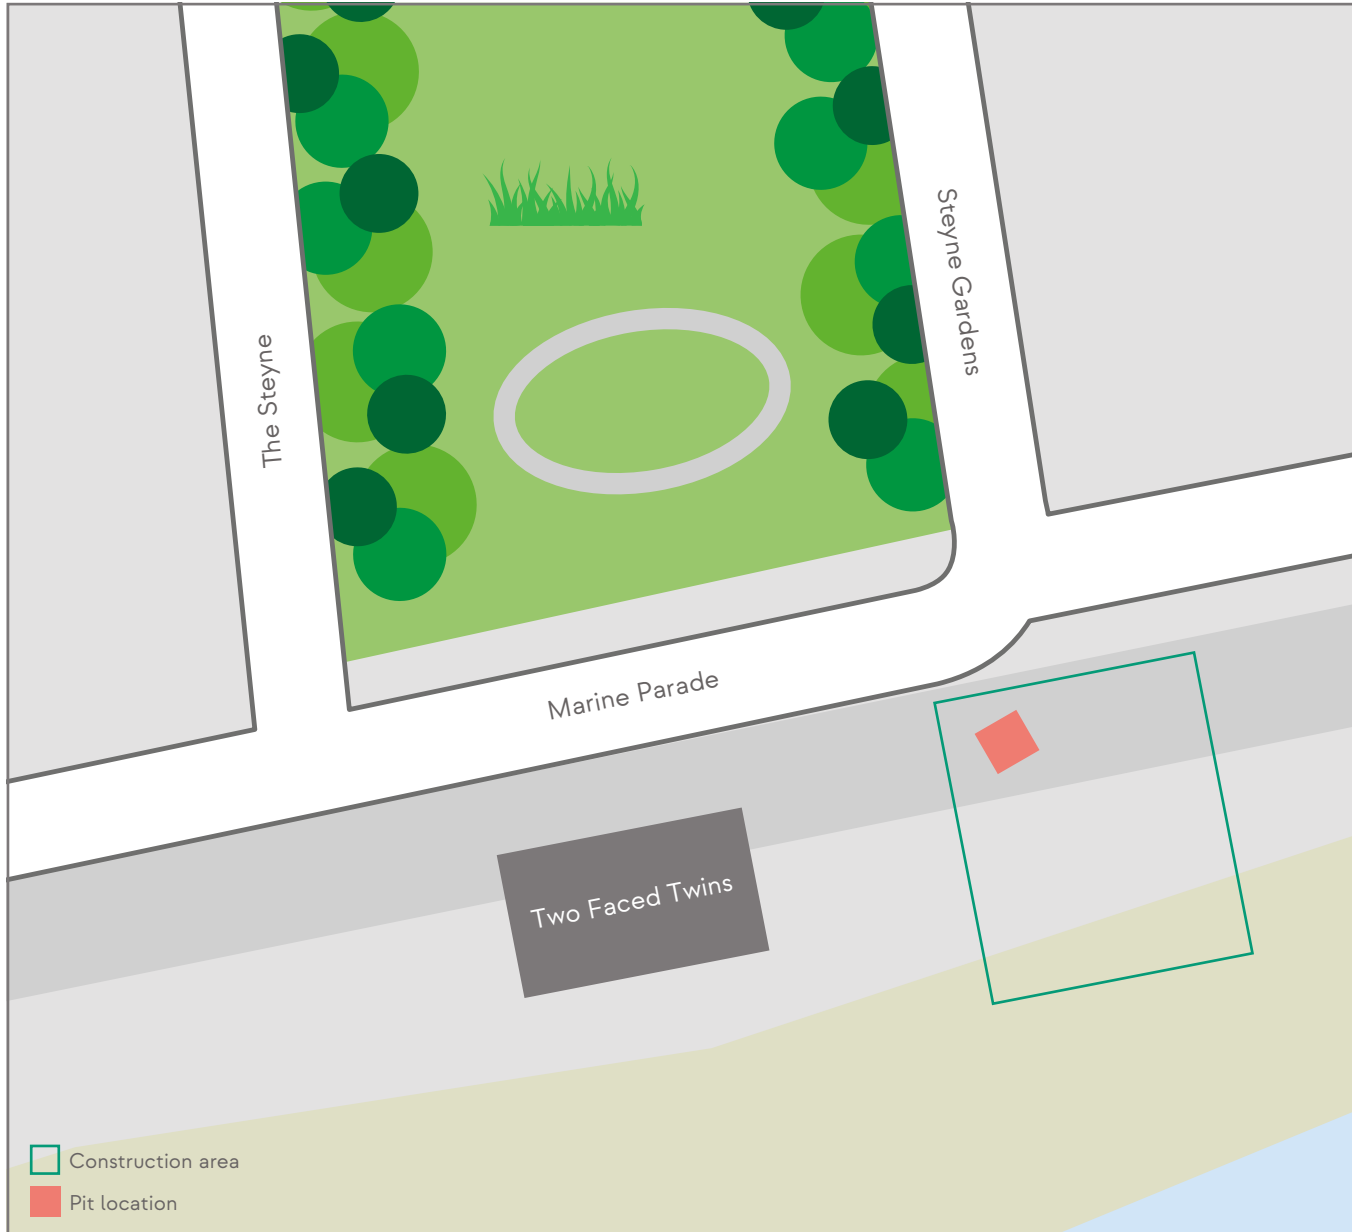 Steyne Gardens
The Steyne
Marine Parade
Two Faced Twins
Construction area
Pit location